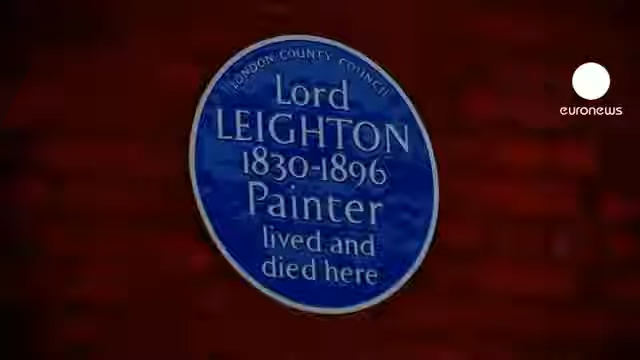 LONDON COUNTY COUNCIL
Lord
LEIGHTON
1830-1896
Painter
lived and
died here
euronews